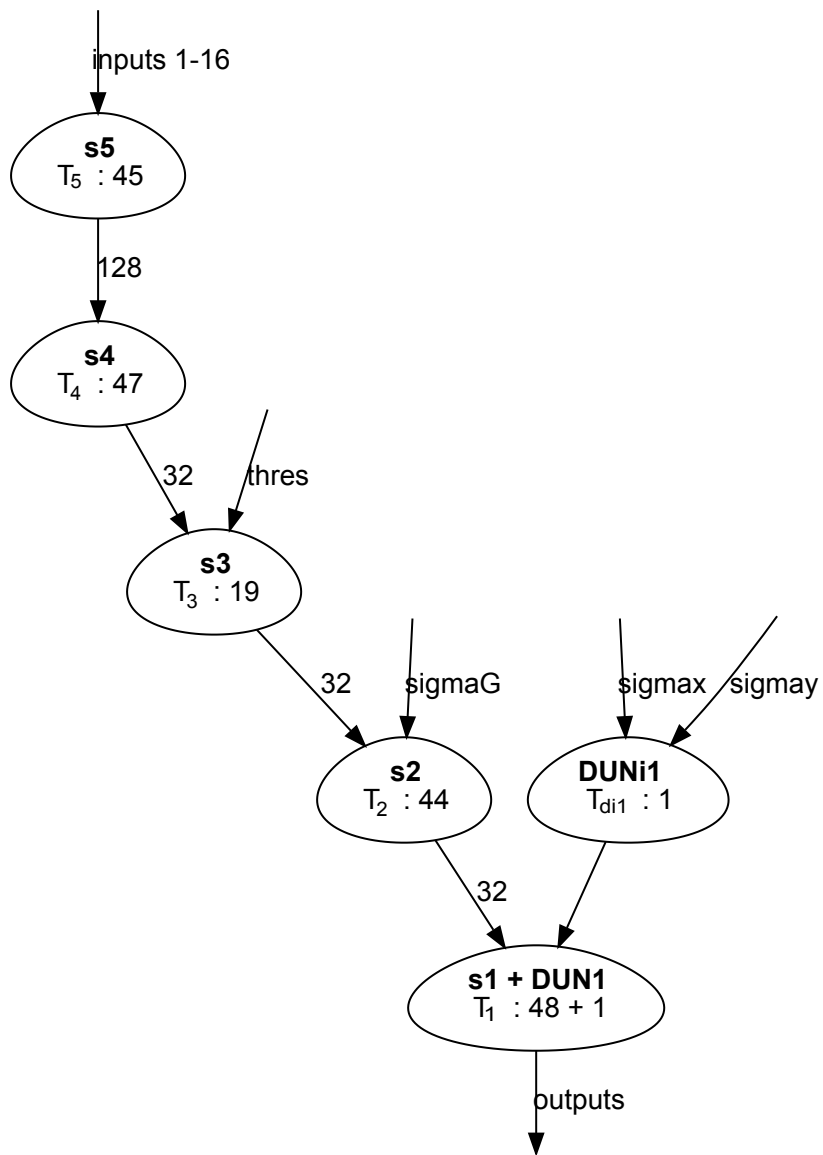 inputs 1-16
s5
T5 : 45
128
s4
T4 : 47
32
thres
s3
T3 : 19
32
sigmaG
sigmax
sigmay
s2
T2 : 44
DUNi1
Tdi1 : 1
32
s1 + DUN1
T1 : 48 + 1
outputs